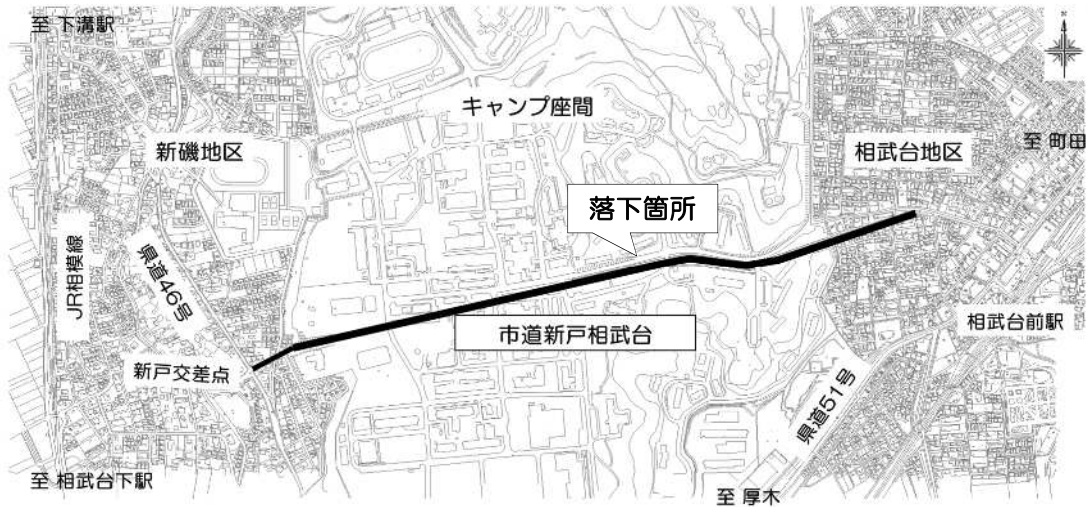 至 下溝駅
キャンプ座間
新磯地区
相武台地区
至 町田
落下箇所
JR相模線
県道46号
市道新戸相武台
相武台前駅
新戸交差点
県道51号
至 相武台下駅
至 厚木